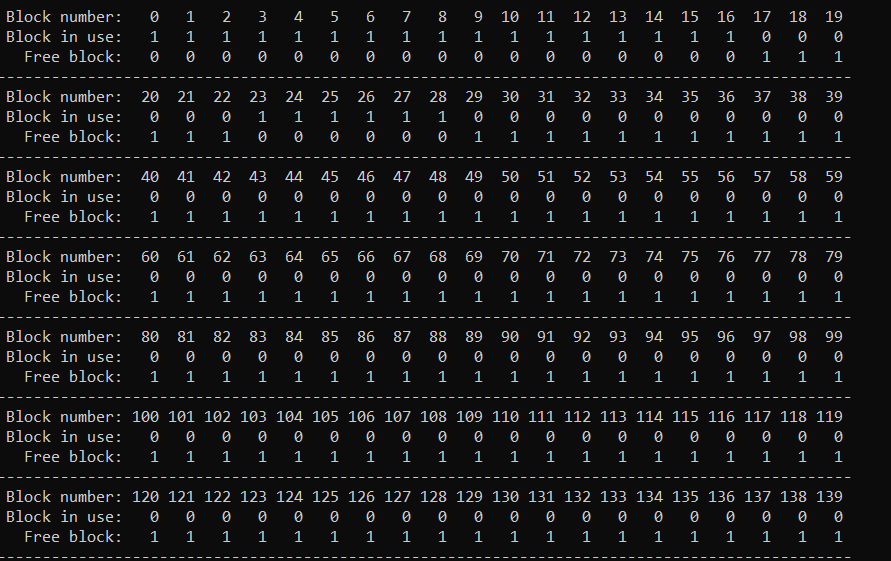 Block number: 0 1 2 3 4 5 6 7 8 9 10 11 12 13 14 15 16 17 18 19
Block in use: 1 1 1 1 1 1 1 1 1 1 1 1 1 1 1 1 1 0 0 0
Free block: 0 0 0 0 0 0 0 0 0 0 0 0 0 0 0 0 0 1 1 1
Block number: 20 21 22 23 24 25 26 27 28 29 30 31 32 33 34 35 36 37 38 39
Block in use: 0 0 0 1 1 1 1 1 1 0 0 0 0 0 0 0 0 0 0 0
Free block: 1 1 1 0 0 0 0 0 0 1 1 1 1 1 1 1 1 1 1 1
Block number: 40 41 42 43 44 45 46 47 48 49 50 51 52 53 54 55 56 57 58 59
Block in use: 0 0 0 0 0 0 0 0 0 0 0 0 0 0 0 0 0 0 0 0
Free block: 1 1 1 1 1 1 1 1 1 1 1 1 1 1 1 1 1 1 1 1
Block number: 60 61 62 63 64 65 66 67 68 69 70 71 72 73 74 75 76 77 78 79
Block in use: 0 0 0 0 0 0 0 0 0 0 0 0 0 0 0 0 0 0 0 0
Free block: 1 1 1 1 1 1 1 1 1 1 1 1 1 1 1 1 1 1 1 1
Block number: 80 81 82 83 84 85 86 87 88 89 90 91 92 93 94 95 96 97 98 99
Block in use: 0 0 0 0 0 0 0 0 0 0 0 0 0 0 0 0 0 0 0 0
Free block: 1 1 1 1 1 1 1 1 1 1 1 1 1 1 1 1 1 1 1 1
Block number: 100 101 102 103 104 105 106 107 108 109 110 111 112 113 114 115 116 117 118 119
Block in use: 0 0 0 0 0 0 0 0 0 0 0 0 0 0 0 0 0 0 0 0
Free block: 1 1 1 1 1 1 1 1 1 1 1 1 1 1 1 1 1 1 1 1
Block number: 120 121 122 123 124 125 126 127 128 129 130 131 132 133 134 135 136 137 138 139
Block in use: 0 0 0 0 0 0 0 0 0 0 0 0 0 0 0 0 0 0 0 0
Free block: 1 1 1 1 1 1 1 1 1 1 1 1 1 1 1 1 1 1 1 1